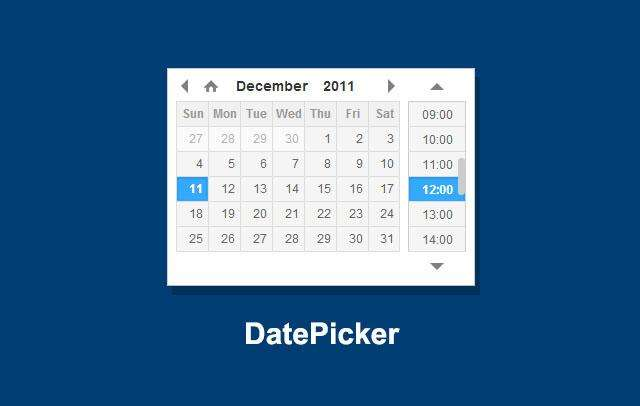 December 2011
Sun Mon Tue Wed Thu Fri Sat
27 28 29 30 1 2 3
4 5 6 7 8 9 10
11 12 13 14 15 16 17
18 19 20 21 22 23 24
25 26 27 28 29 30 31
09:00
10:00
11:00
12:00
13:00
14:00
DatePicker